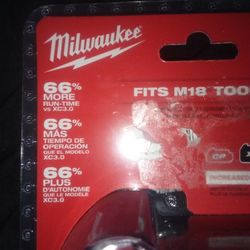 Milwaukee
66%
MORE
RUN-TIME
vs XC3.0
66%
MÁS
TIEMPO DE
OPERACIÓN
QUE EL MODELO
XC3.0
66%
PLUS
D'AUTONOMIE
QUE LE MODÈLE
XC3.0
FITS M18 TOO
CP
INCREASED